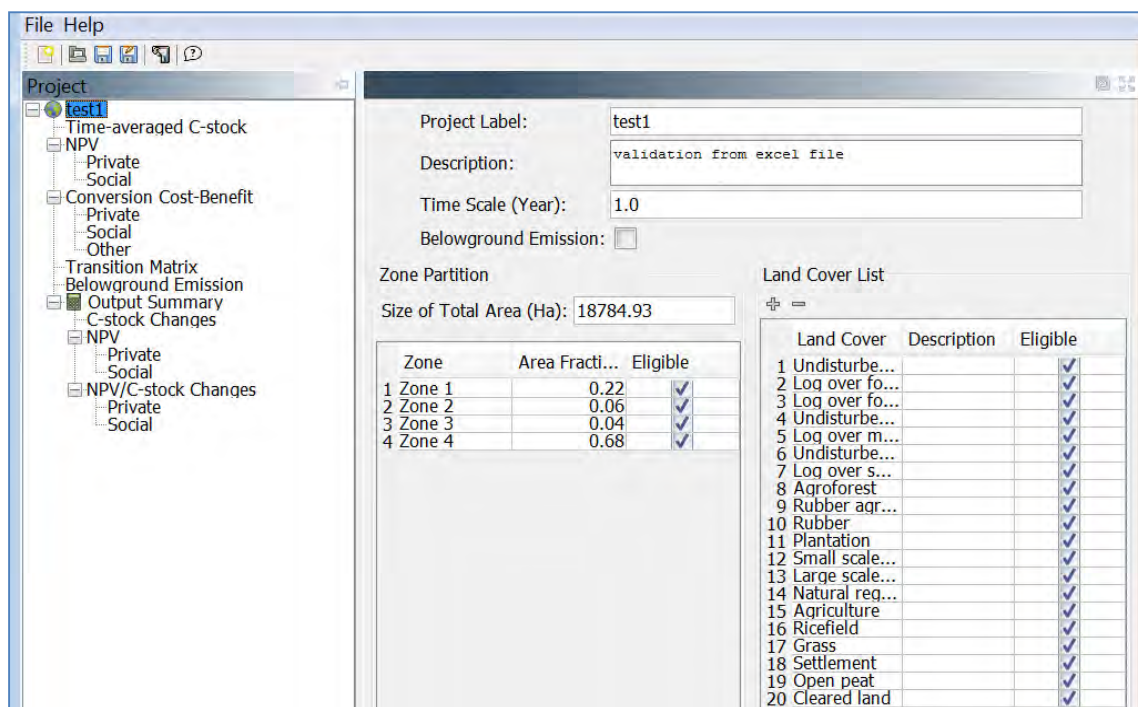 File Help
Project
test1
Time-averaged C-stock
NPV
Private
Social
Conversion Cost-Benefit
Private
Social
Other
Transition Matrix
Belowground Emission
Output Summary
C-stock Changes
NPV
Private
Social
NPV/C-stock Changes
Private
Social
Project Label: test1
Description: validation from excel file
Time Scale (Year): 1.0
Belowground Emission:
Zone Partition
Size of Total Area (Ha): 18784.93
Zone Area Fracti... Eligible
1 Zone 1 0.22
2 Zone 2 0.06
3 Zone 3 0.04
4 Zone 4 0.68
Land Cover List
Land Cover Description Eligible
1 Undisturbe...
2 Log over fo...
3 Log over fo...
4 Undisturbe...
5 Log over m...
6 Undisturbe...
7 Log over s...
8 Agroforest
9 Rubber agr...
10 Rubber
11 Plantation
12 Small scale...
13 Large scale...
14 Natural reg...
15 Agriculture
16 Ricefield
17 Grass
18 Settlement
19 Open peat
20 Cleared land